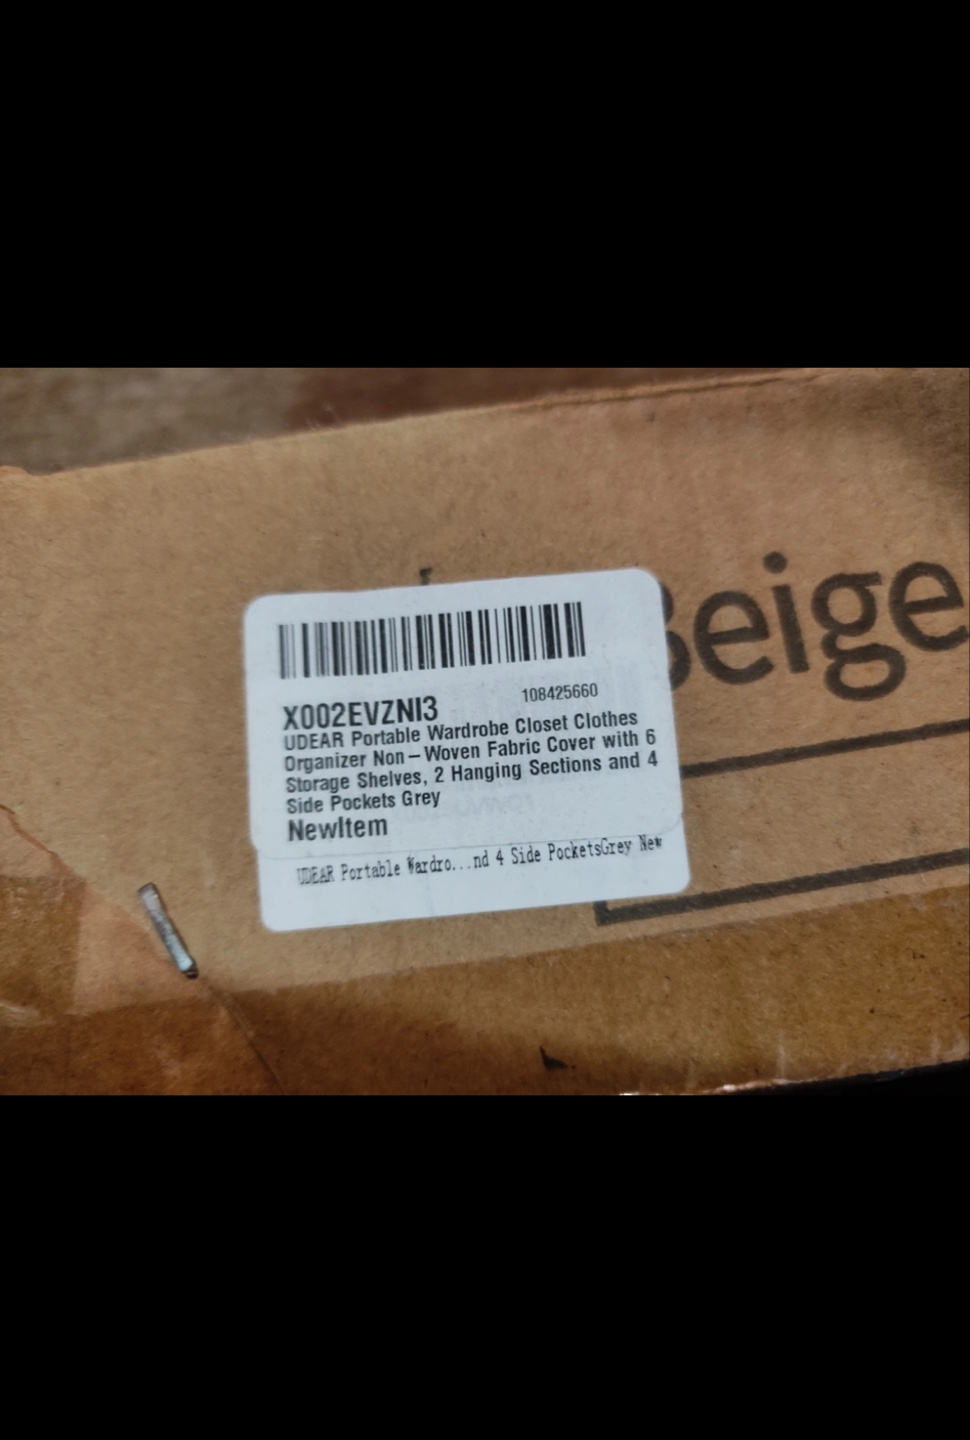 Beige
108425660
X002EVZNI3
UDEAR Portable Wardrobe Closet Clothes
Organizer Non-Woven Fabric Cover with 6
Storage Shelves, 2 Hanging Sections and 4
Side Pockets Grey
NewItem
UDEAR Portable Wardro...nd 4 Side PocketsGrey New